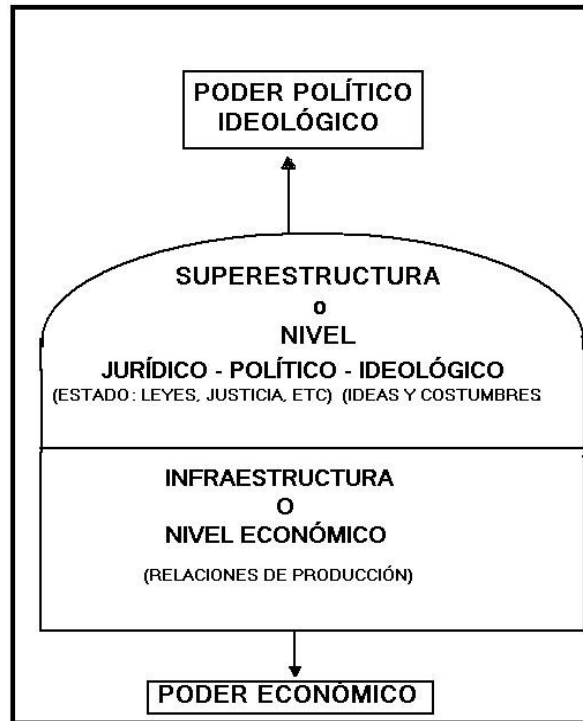 PODER POLÍTICO
IDEOLÓGICO
SUPERESTRUCTURA
o
NIVEL
JURÍDICO - POLÍTICO - IDEOLÓGICO
(ESTADO: LEYES, JUSTICIA, ETC) (IDEAS Y COSTUMBRES
INFRAESTRUCTURA
O
NIVEL ECONÓMICO
(RELACIONES DE PRODUCCIÓN)
PODER ECONÓMICO